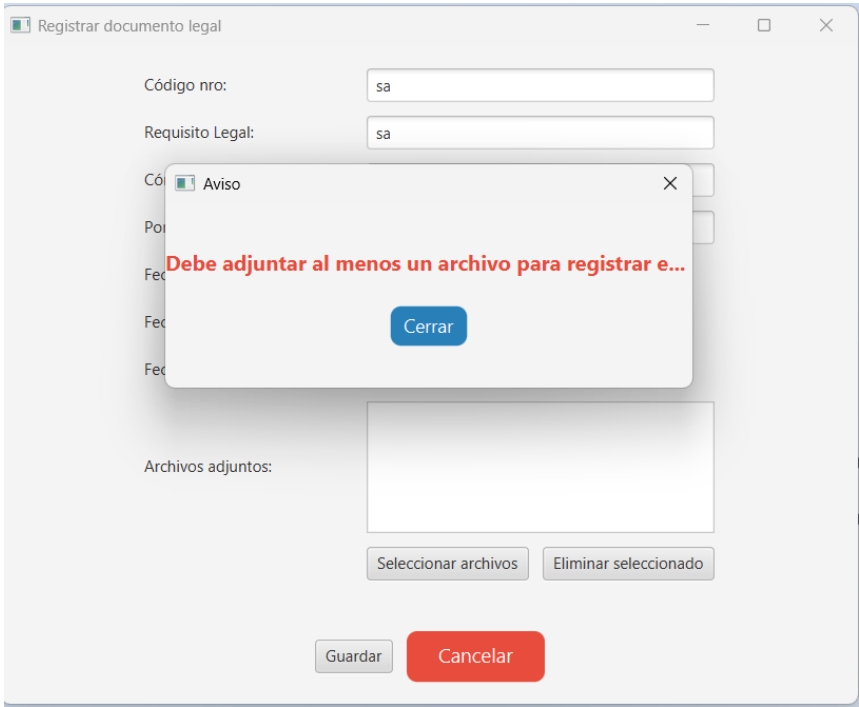 Registrar documento legal
Código nro:
sa
Requisito Legal:
sa
Aviso
Debe adjuntar al menos un archivo para registrar e...
Cerrar
Archivos adjuntos:
Seleccionar archivos
Eliminar seleccionado
Guardar
Cancelar